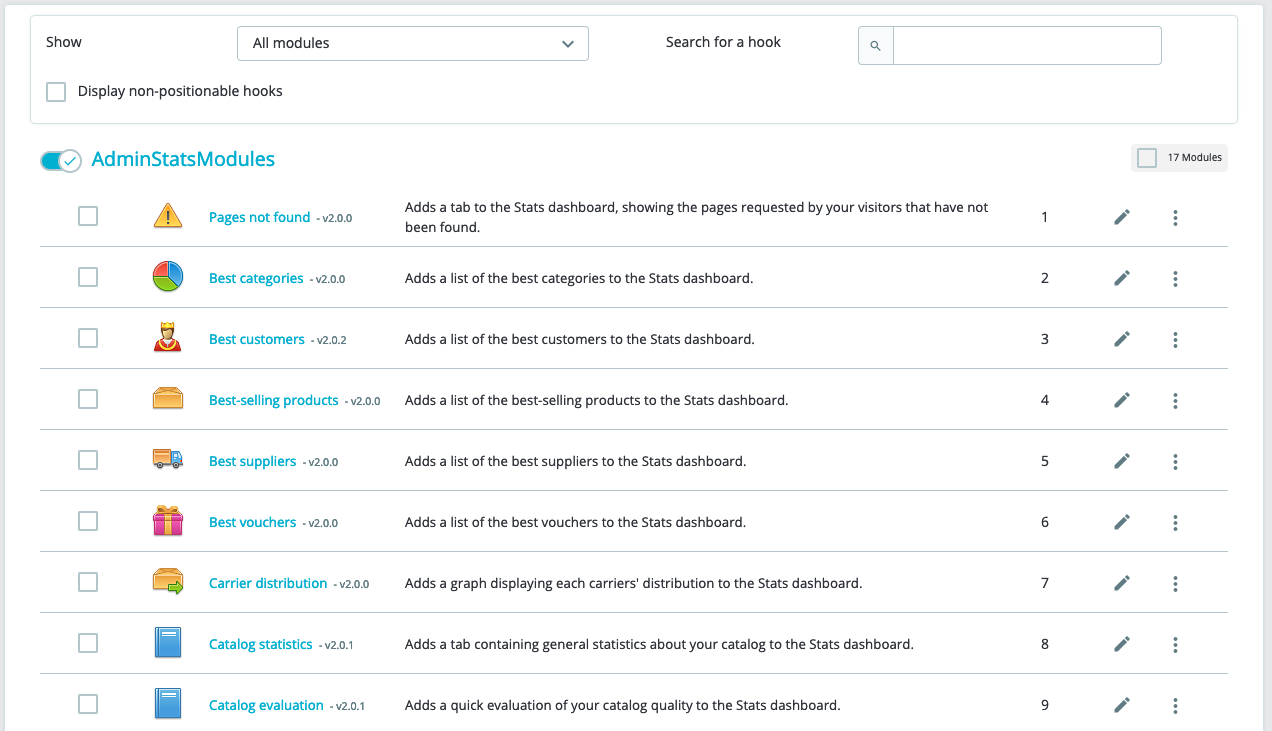 Show
All modules
Search for a hook
Display non-positionable hooks
AdminStatsModules
17 Modules
Pages not found - v2.0.0
Adds a tab to the Stats dashboard, showing the pages requested by your visitors that have not
been found.
1
Best categories - v2.0.0
Adds a list of the best categories to the Stats dashboard.
2
Best customers - v2.0.2
Adds a list of the best customers to the Stats dashboard.
3
Best-selling products - v2.0.0
Adds a list of the best-selling products to the Stats dashboard.
4
Best suppliers - v2.0.0
Adds a list of the best suppliers to the Stats dashboard.
5
Best vouchers - v2.0.0
Adds a list of the best vouchers to the Stats dashboard.
6
Carrier distribution - v2.0.0
Adds a graph displaying each carriers' distribution to the Stats dashboard.
7
Catalog statistics - v2.0.1
Adds a tab containing general statistics about your catalog to the Stats dashboard.
8
Catalog evaluation - v2.0.1
Adds a quick evaluation of your catalog quality to the Stats dashboard.
9